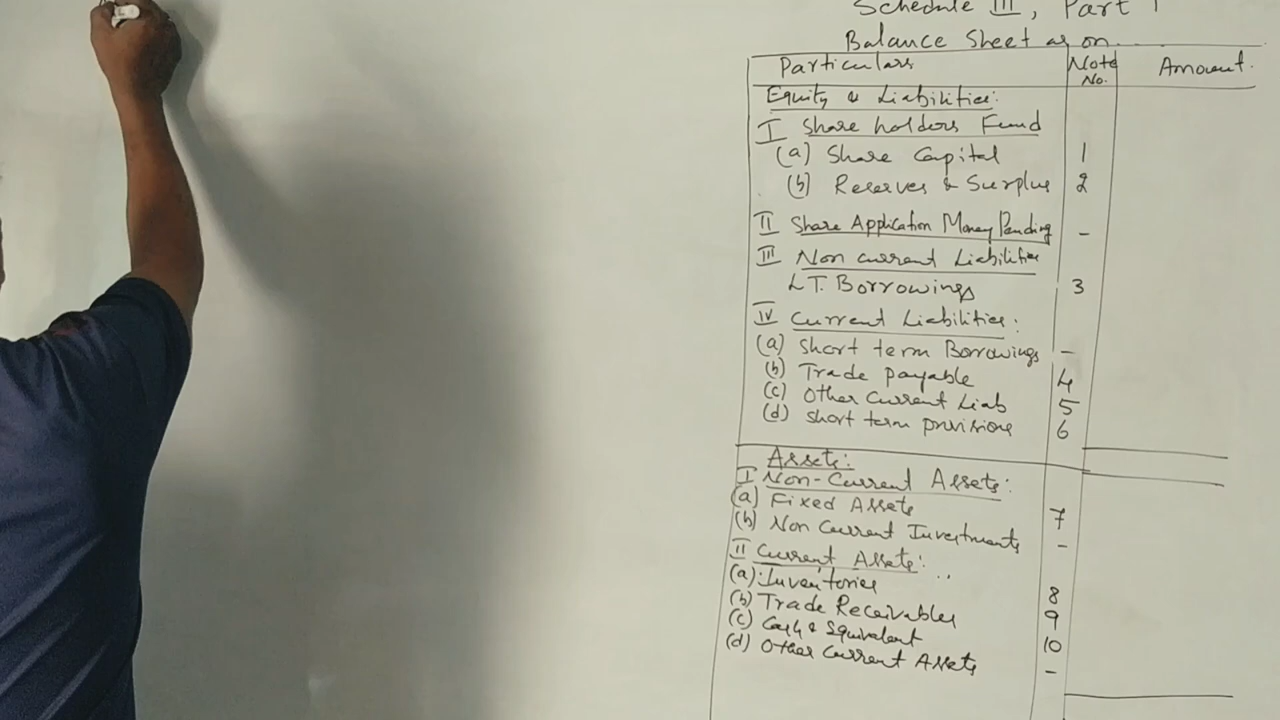 Schedule III, Part I
Balance Sheet as on.....
Particulars Note No. Amount.
Equity & Liabilities:
I Share holders Fund
(a) Share Capital 1
(b) Reserves & Surplus 2
II Share Application Money Pending -
III Non current Liabilities
LT. Borrowings 3
IV Current Liabilities:
(a) Short term Borrowings -
(b) Trade payable 4
(c) Other Current Liab 5
(d) Short term provisions 6
Assets:
I Non-Current Assets:
(a) Fixed Assets 7
(b) Non Current Investments -
II Current Assets:
(a) Inventories 8
(b) Trade Receivables 9
(c) Cash & Equivalent 10
(d) Other Current Assets -